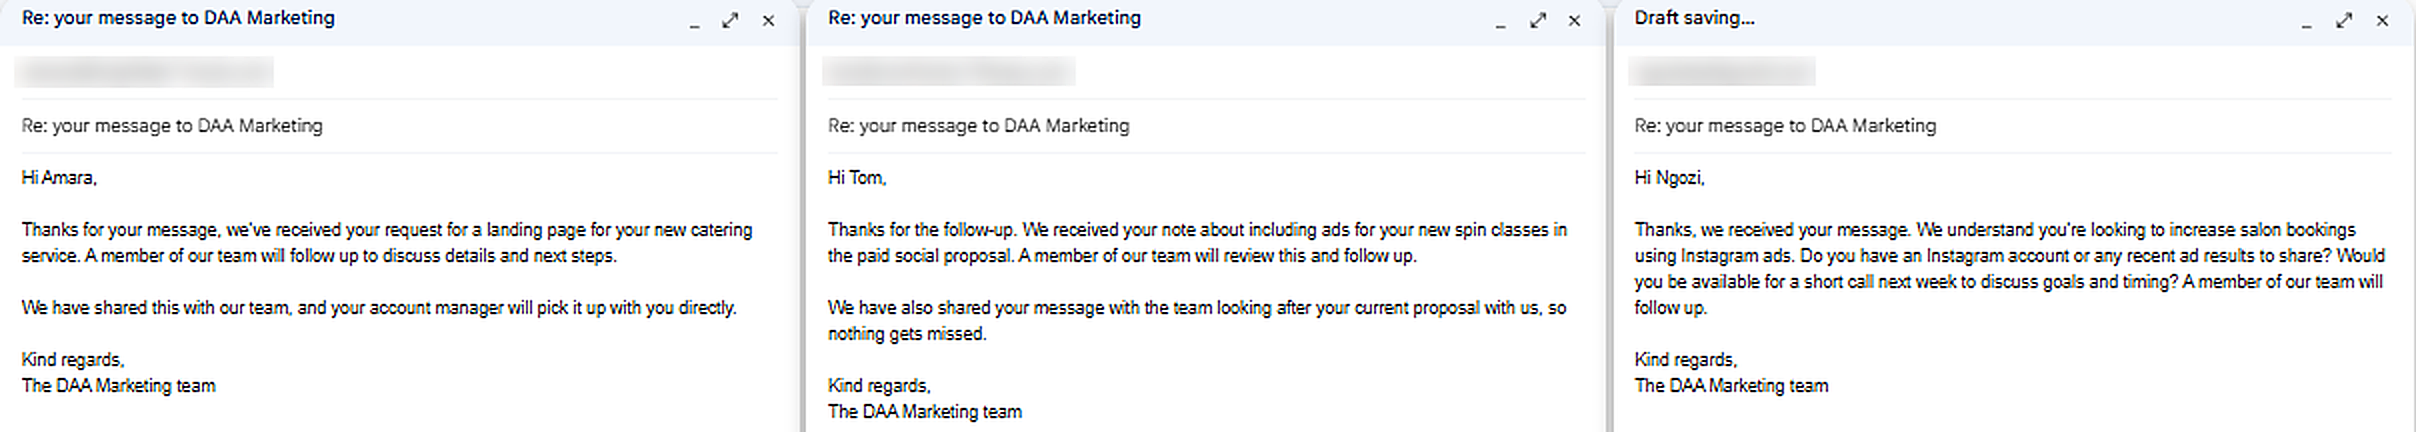 Re: your message to DAA Marketing
Re: your message to DAA Marketing
Hi Amara,
Thanks for your message, we've received your request for a landing page for your new catering
service. A member of our team will follow up to discuss details and next steps.
We have shared this with our team, and your account manager will pick it up with you directly.
Kind regards,
The DAA Marketing team
Re: your message to DAA Marketing
Re: your message to DAA Marketing
Hi Tom,
Thanks for the follow-up. We received your note about including ads for your new spin classes in
the paid social proposal. A member of our team will review this and follow up.
We have also shared your message with the team looking after your current proposal with us, so
nothing gets missed.
Kind regards,
The DAA Marketing team
Draft saving...
Re: your message to DAA Marketing
Hi Ngozi,
Thanks, we received your message. We understand you're looking to increase salon bookings
using Instagram ads. Do you have an Instagram account or any recent ad results to share? Would
you be available for a short call next week to discuss goals and timing? A member of our team will
follow up.
Kind regards,
The DAA Marketing team